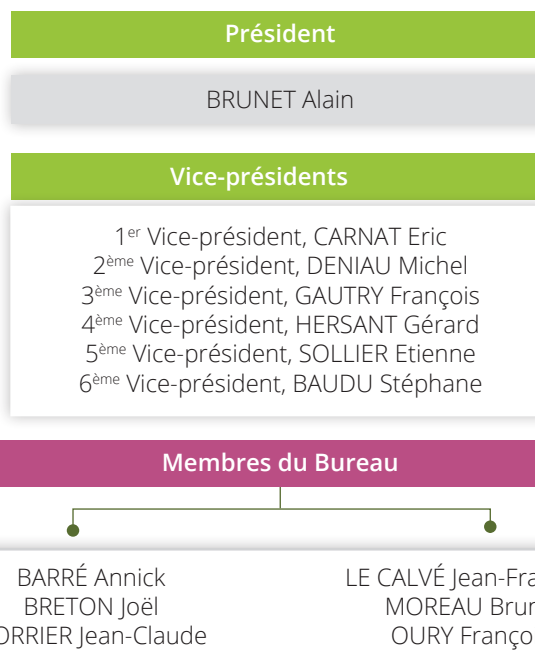 Président
BRUNET Alain
Vice-présidents
1er Vice-président, CARNAT Eric
2ème Vice-président, DENIAU Michel
3ème Vice-président, GAUTRY François
4ème Vice-président, HERSANT Gérard
5ème Vice-président, SOLLIER Etienne
6ème Vice-président, BAUDU Stéphane
Membres du Bureau
BARRÉ Annick
BRETON Joël
Jean-Claude
LE CALVÉ
MOREAU
OURY